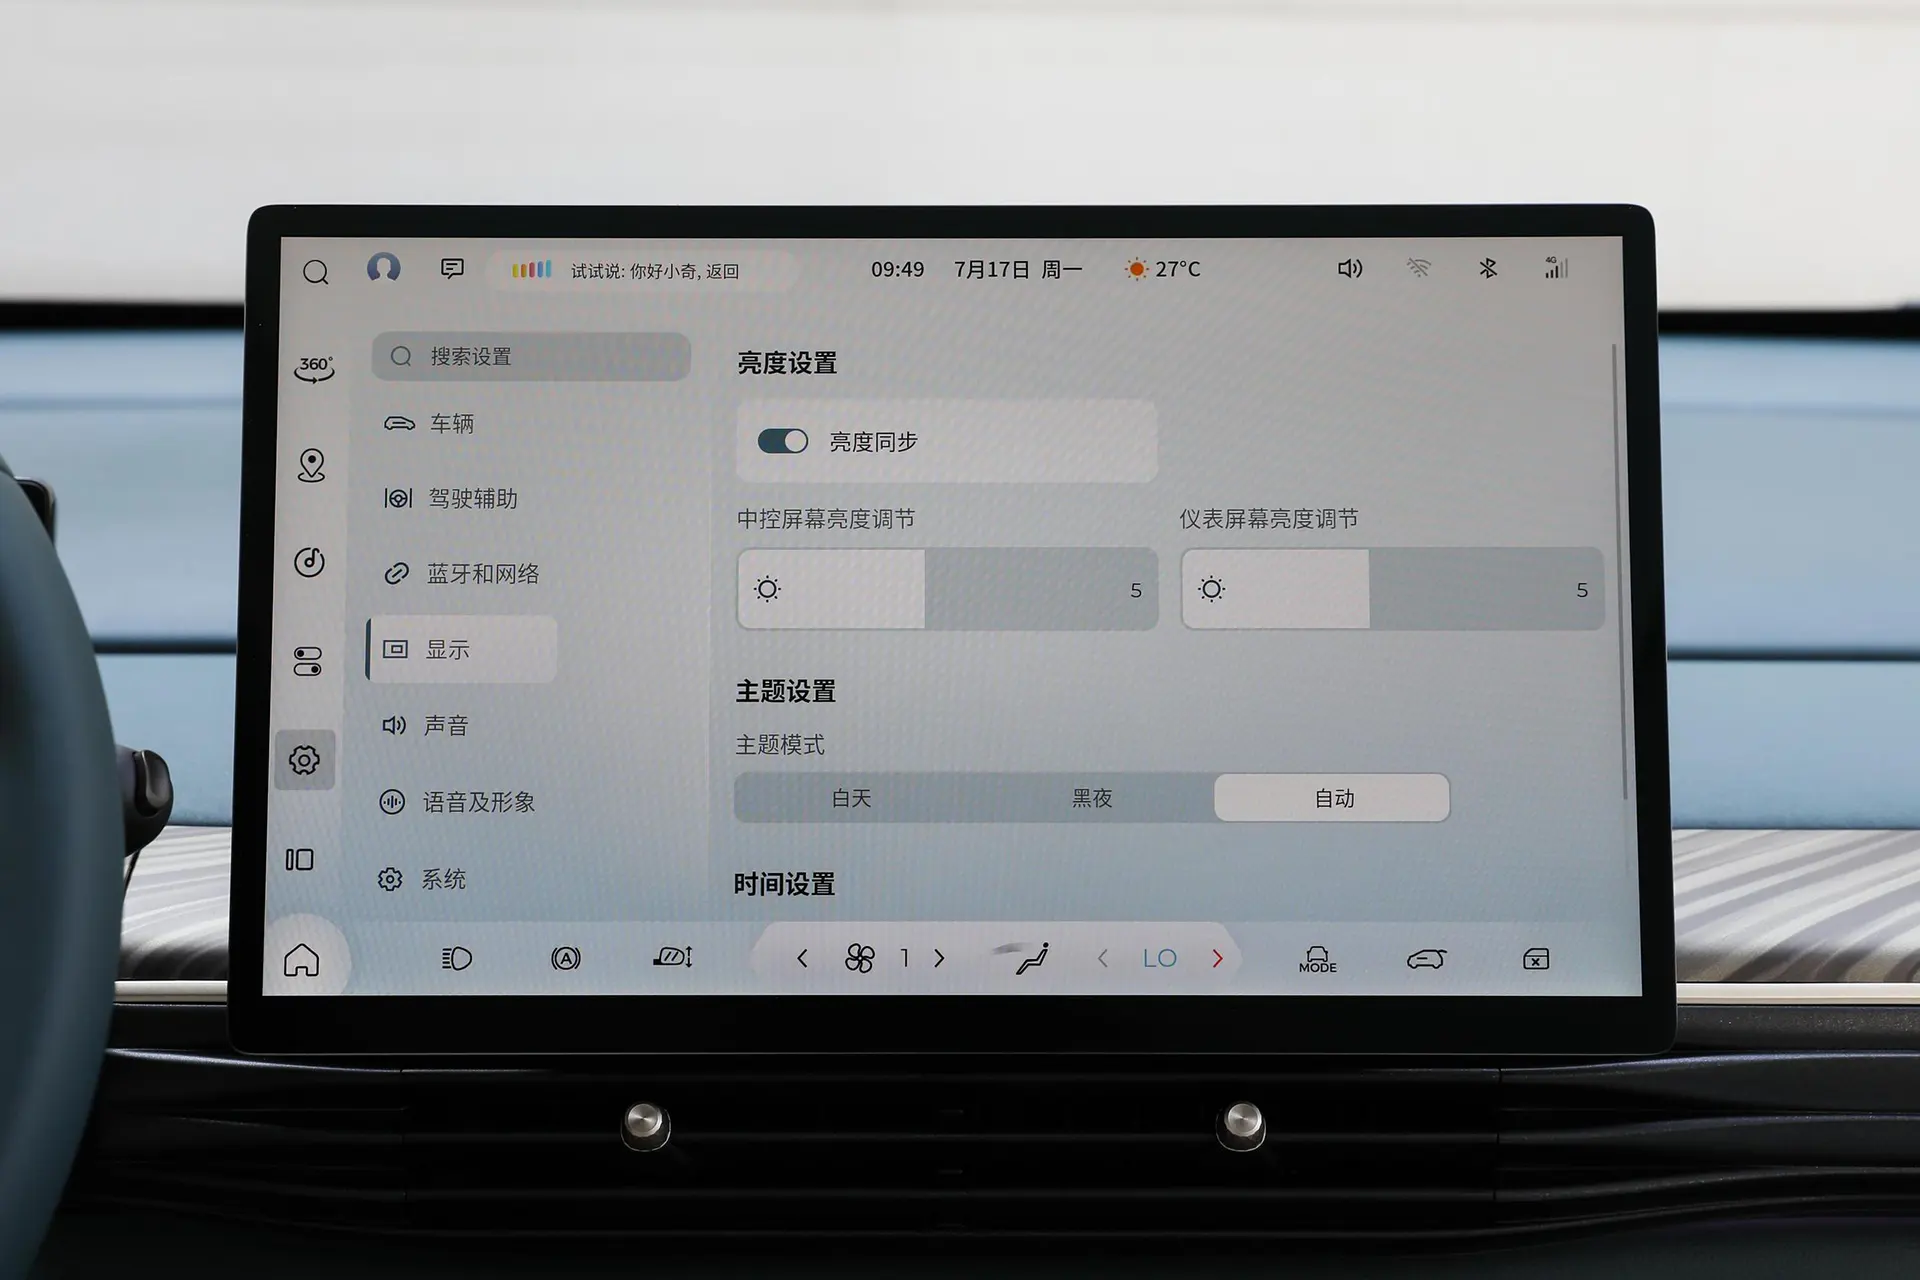 试试说: 你好小奇, 返回
09:49 7月17日 周一 27°C
4G
360°
搜索设置
车辆
驾驶辅助
蓝牙和网络
显示
声音
语音及形象
系统
亮度设置
亮度同步
中控屏幕亮度调节
5
仪表屏幕亮度调节
5
主题设置
主题模式
白天 黑夜 自动
时间设置
A
1
LO
MODE